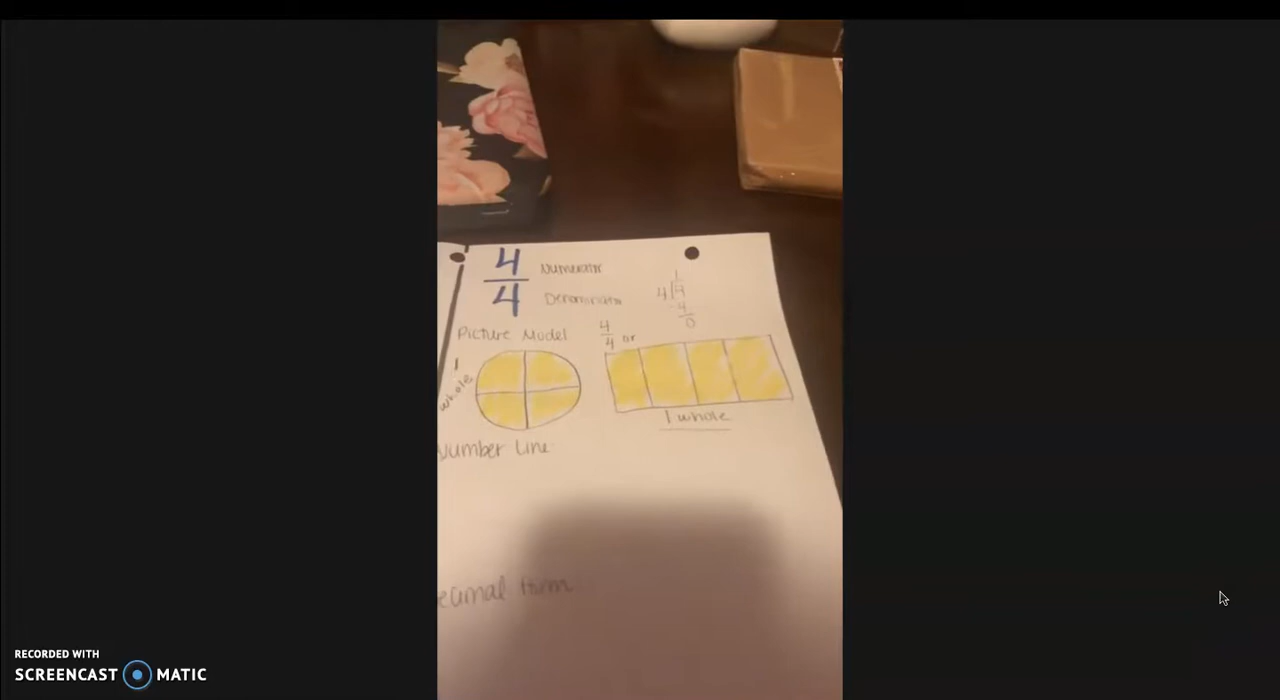 4 Numerator
4 Denominator
1
4 4
-4
0
Picture Model
4
4 or
1
whole
1 whole
Number Line
ecimal Form
RECORDED WITH
SCREENCAST MATIC